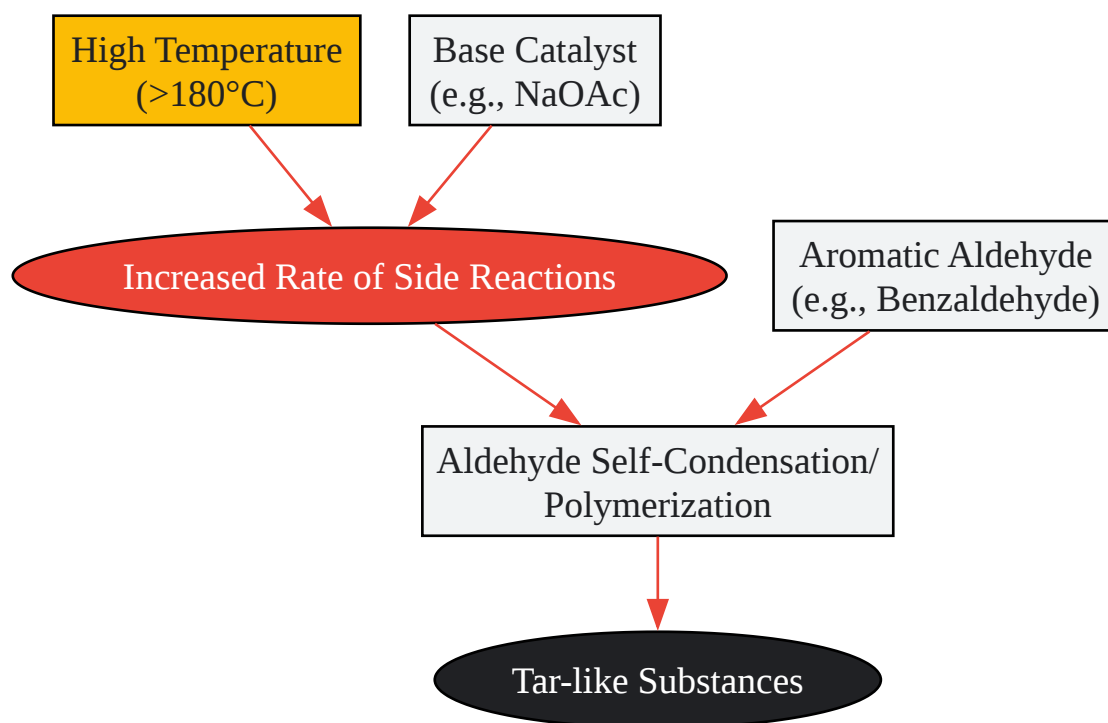 High Temperature
(>180°C)
Base Catalyst
(e.g., NaOAc)
Increased Rate of Side Reactions
Aromatic Aldehyde
(e.g., Benzaldehyde)
Aldehyde Self-Condensation/
Polymerization
Tar-like Substances